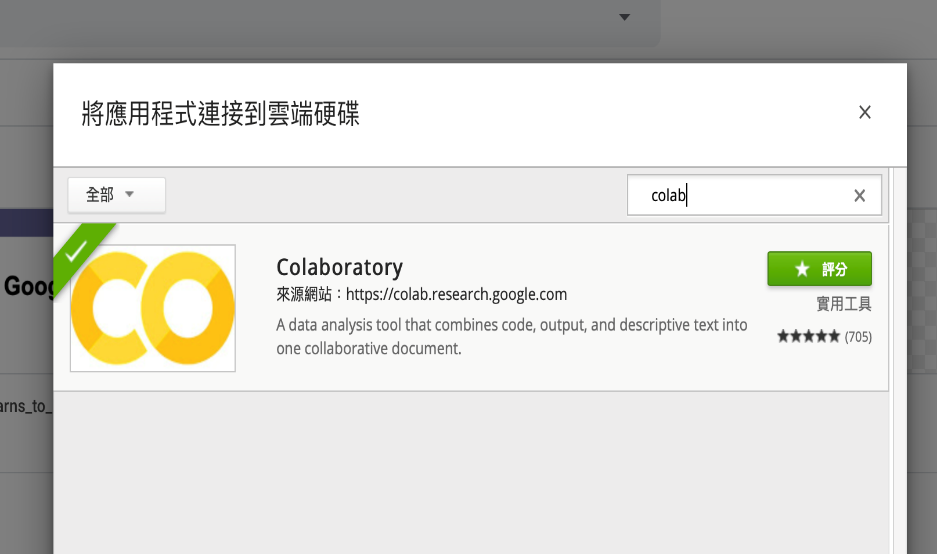 將應用程式連接到雲端硬碟
全部
colab
Colaboratory
評分
來源網站：https://colab.research.google.com
實用工具
A data analysis tool that combines code, output, and descriptive text into
one collaborative document.
(705)
Goog
arns_to_